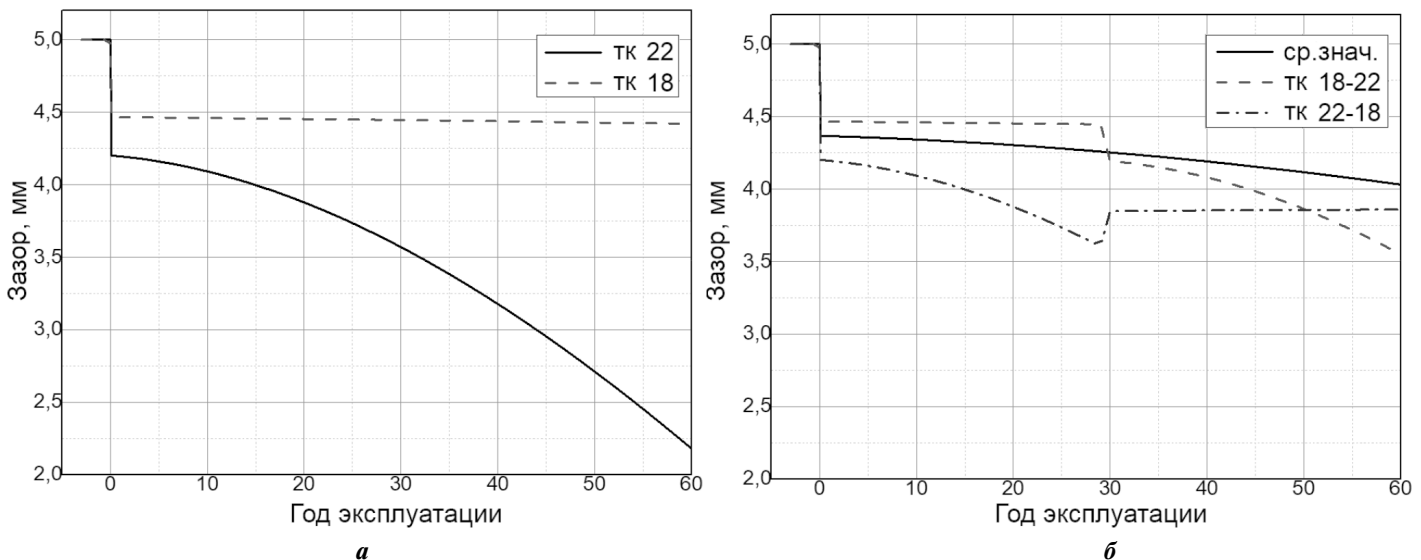 5,0
4,5
4,0
3,5
3,0
2,5
2,0
Зазор, мм
0 10 20 30 40 50 60
Год эксплуатации
тк 22
тк 18
а
5,0
4,5
4,0
3,5
3,0
2,5
2,0
Зазор, мм
0 10 20 30 40 50 60
Год эксплуатации
ср.знач.
тк 18-22
тк 22-18
б